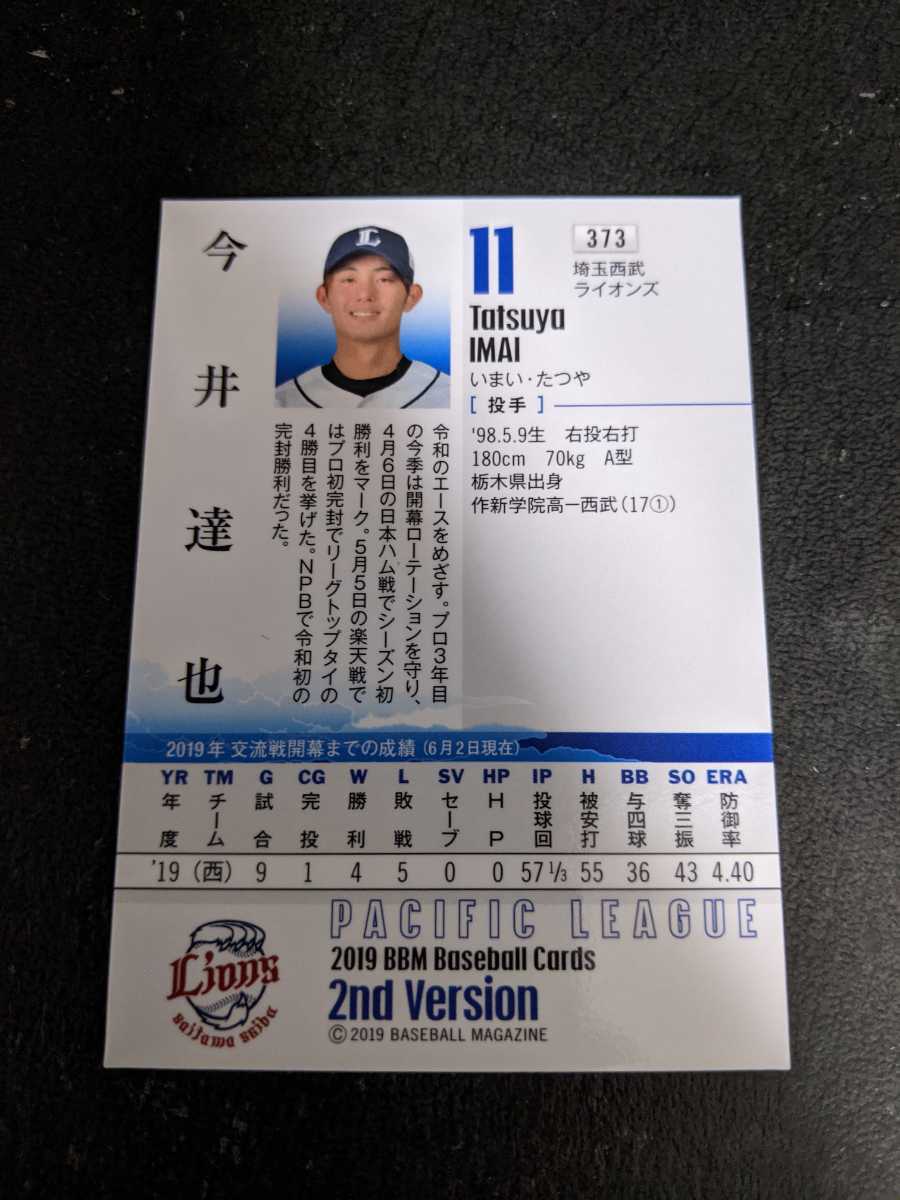 今井達也
L
11
373
埼玉西武
ライオンズ
Tatsuya
IMAI
いまい・たつや
[ 投手 ]
'98.5.9生 右投右打
180cm 70kg A型
栃木県出身
作新学院高ー西武(17①)
令和のエースをめざす。プロ3年目
の今季は開幕ローテーションを守り、
4月6日の日本ハム戦でシーズン初
勝利をマーク。5月5日の楽天戦で
はプロ初完封でリーグトップタイの
4勝目を挙げた。NPBで令和初の
完封勝利だった。
2019年 交流戦開幕までの成績(6月2日現在)
YR TM G CG W L SV HP IP H BB SO ERA
年度 チーム 試合 完投 勝利 敗戦 セーブ HP 投球回 被安打 与四球 奪三振 防御率
'19 (西) 9 1 4 5 0 0 57 1/3 55 36 43 4.40
PACIFIC LEAGUE
2019 BBM Baseball Cards
2nd Version
© 2019 BASEBALL MAGAZINE
Lions
saitama seibu